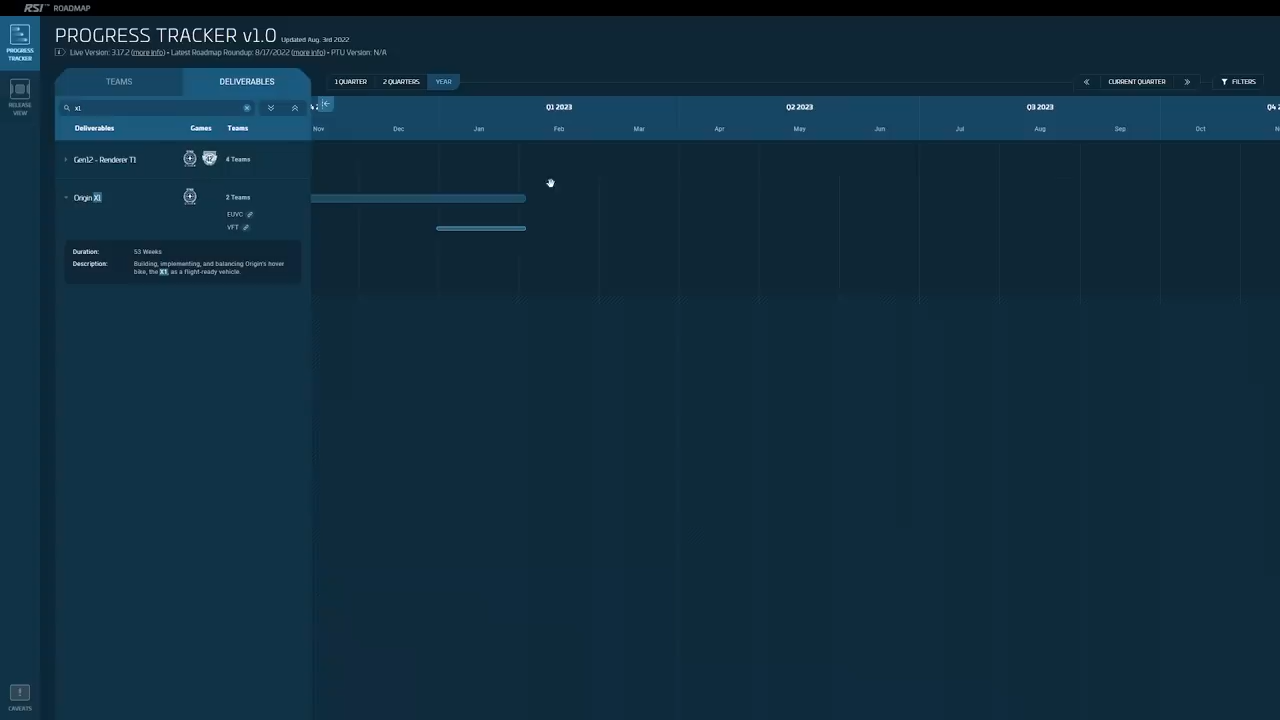 RSI ROADMAP
PROGRESS TRACKER v1.0 Updated Aug. 3rd 2022
Live Version: 3.17.2 (more info) • Latest Roadmap Roundup: 8/17/2022 (more info) • PTU Version: N/A
PROGRESS
TRACKER
RELEASE
VIEW
TEAMS
DELIVERABLES
1 QUARTER
2 QUARTERS
YEAR
CURRENT QUARTER
FILTERS
X1
Q1 2023
Q2 2023
Q3 2023
Deliverables
Games
Teams
Nov
Dec
Jan
Feb
Mar
Apr
May
Jun
Jul
Aug
Sep
Oct
Gen12 - Renderer T1
4 Teams
Origin X1
2 Teams
EUVC
VFT
Duration: 53 Weeks
Description: Building, implementing, and balancing Origin's hover
bike, the X1, as a flight-ready vehicle.
CAVEATS